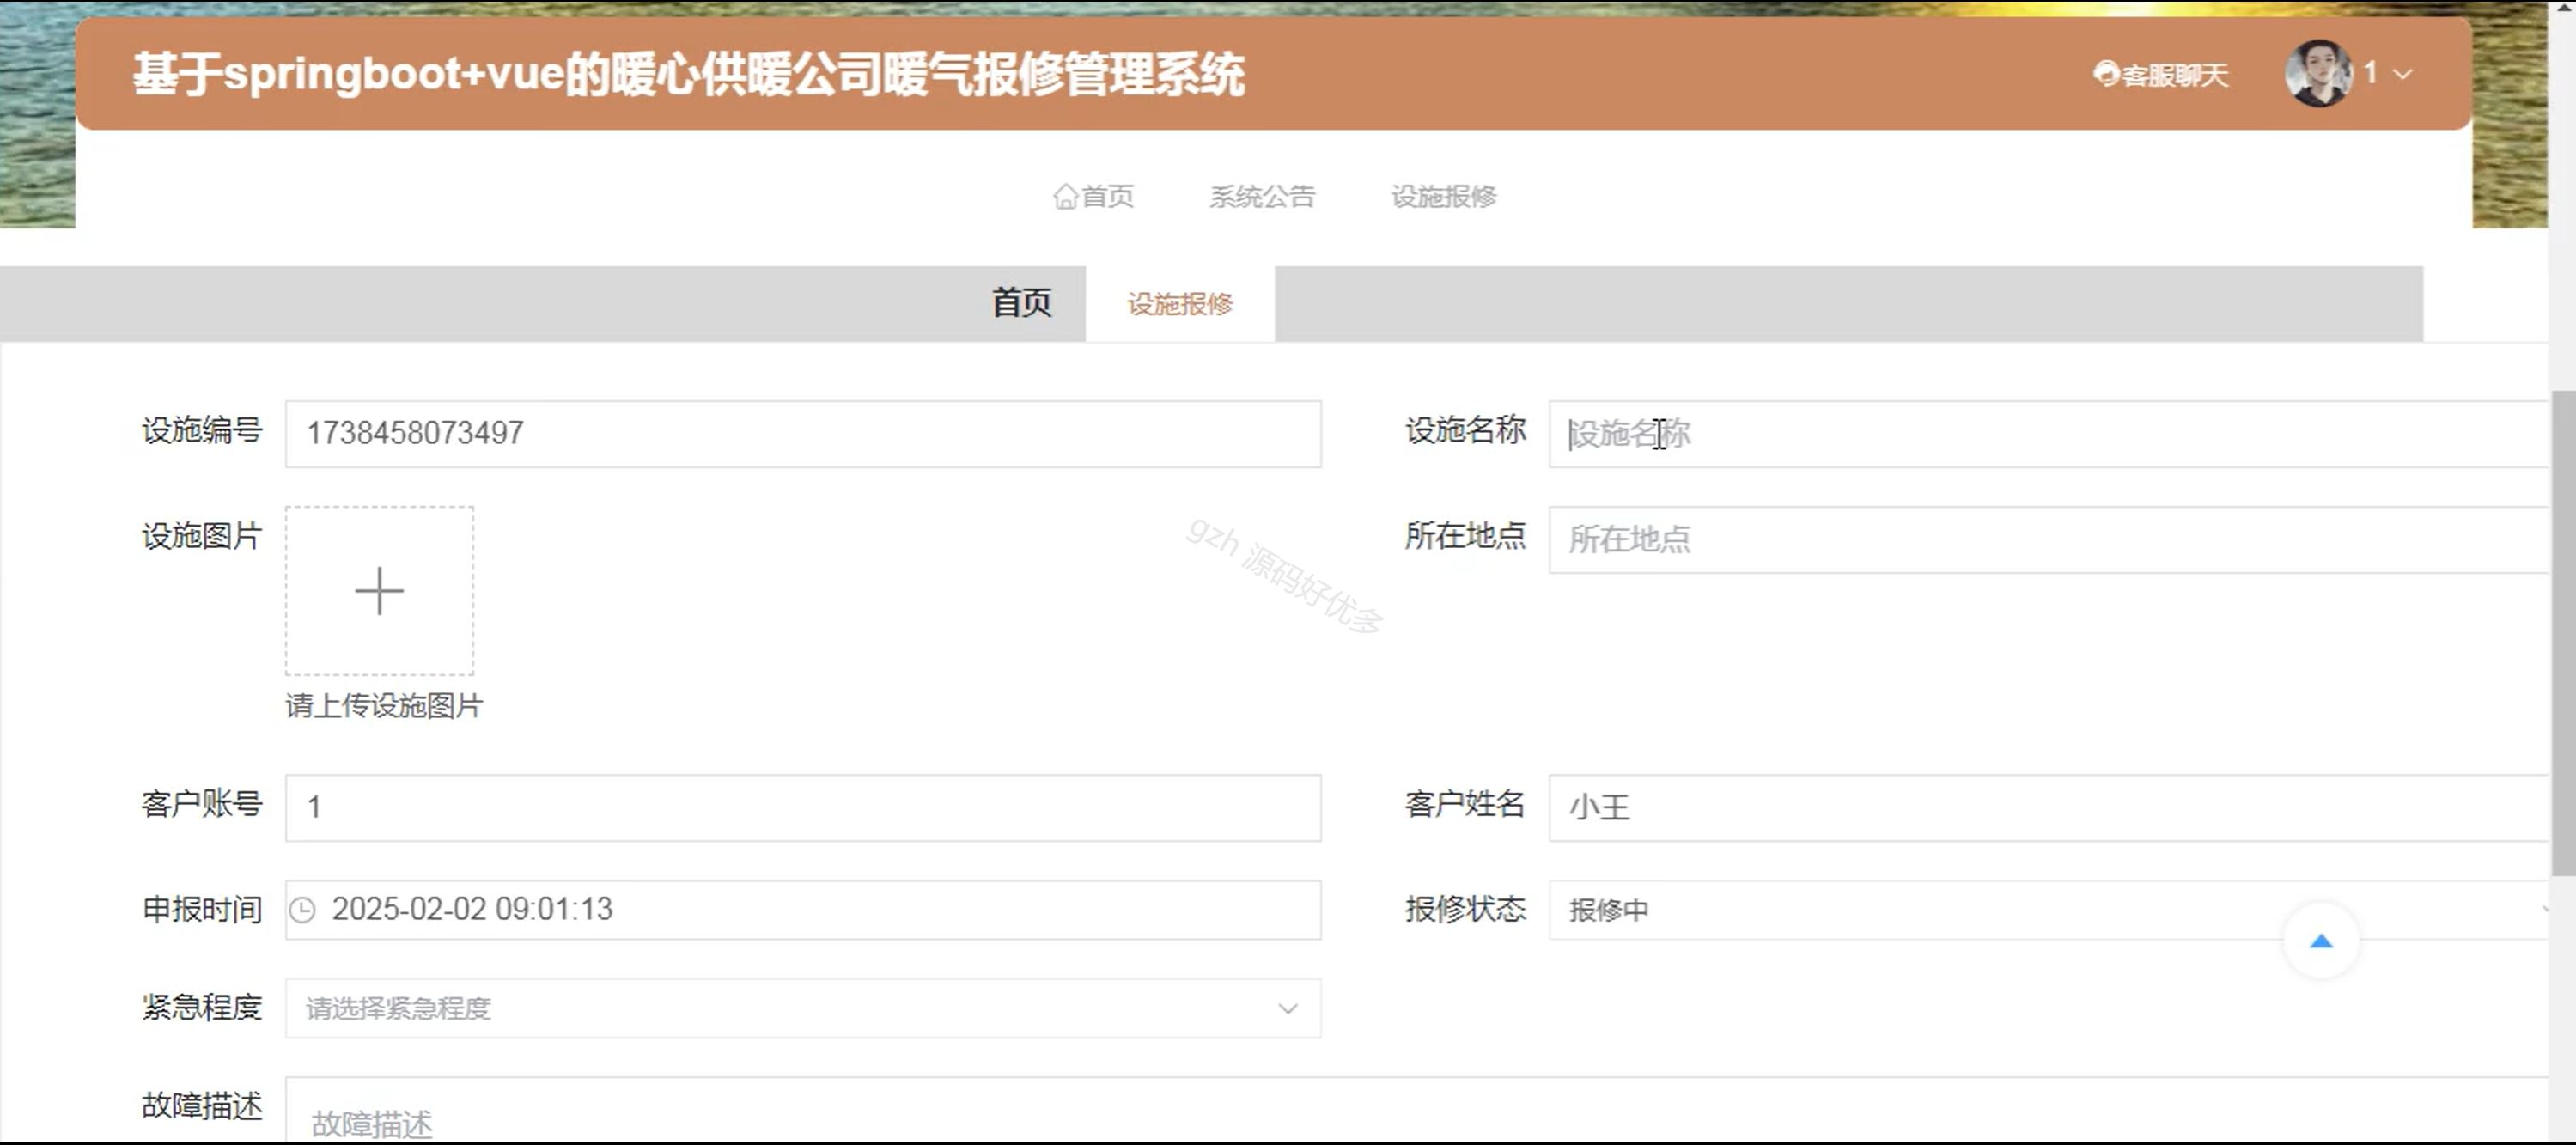 基于springboot+vue的暖心供暖公司暖气报修管理系统
客服聊天
1
首页 系统公告 设施报修
首页 设施报修
设施编号 1738458073497 设施名称 设施名称
设施图片 所在地点 所在地点
gzh 源码好优多
请上传设施图片
客户账号 1 客户姓名 小王
申报时间 2025-02-02 09:01:13 报修状态 报修中
紧急程度 请选择紧急程度
故障描述 故障描述